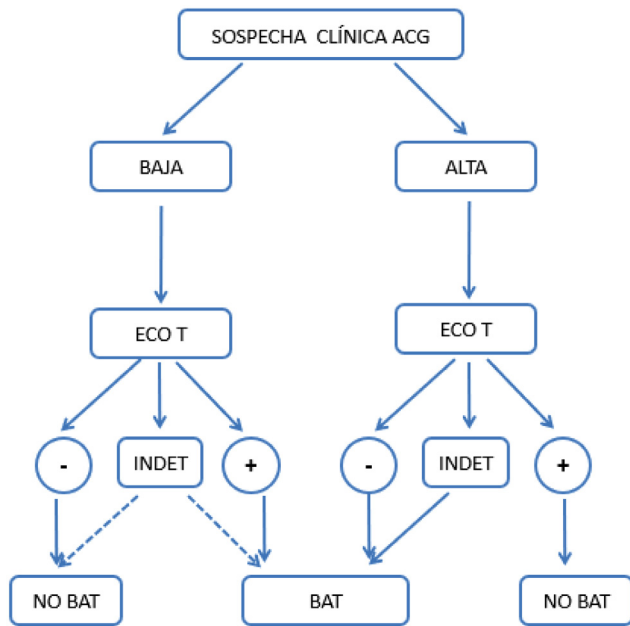 SOSPECHA CLÍNICA ACG
BAJA
ALTA
ECO T
ECO T
-
INDET
+
-
INDET
+
NO BAT
BAT
NO BAT